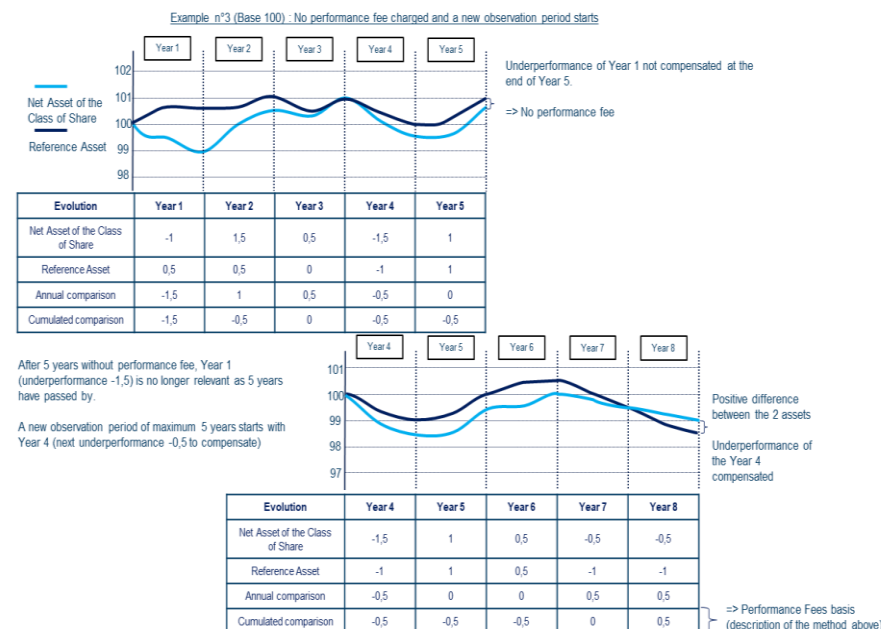 Example n°3 (Base 100) : No performance fee charged and a new observation period starts
Year 1 Year 2 Year 3 Year 4 Year 5
102
101
100
99
98
Net Asset of the
Class of Share
Reference Asset
Underperformance of Year 1 not compensated at the
end of Year 5.
=> No performance fee
Evolution Year 1 Year 2 Year 3 Year 4 Year 5
Net Asset of the Class
of Share -1 1,5 0,5 -1,5 1
Reference Asset 0,5 0,5 0 -1 1
Annual comparison -1,5 1 0,5 -0,5 0
Cumulated comparison -1,5 -0,5 0 -0,5 -0,5
After 5 years without performance fee, Year 1
(underperformance -1,5) is no longer relevant as 5 years
have passed by.
A new observation period of maximum 5 years starts with
Year 4 (next underperformance -0,5 to compensate)
Year 4 Year 5 Year 6 Year 7 Year 8
101
100
99
98
97
Positive difference
between the 2 assets
Underperformance of
the Year 4
compensated
Evolution Year 4 Year 5 Year 6 Year 7 Year 8
Net Asset of the Class
of Share -1,5 1 0,5 -0,5 -0,5
Reference Asset -1 1 0,5 -1 -1
Annual comparison -0,5 0 0 0,5 0,5
Cumulated comparison -0,5 -0,5 -0,5 0 0,5
=> Performance Fees basis
(description of the method above)